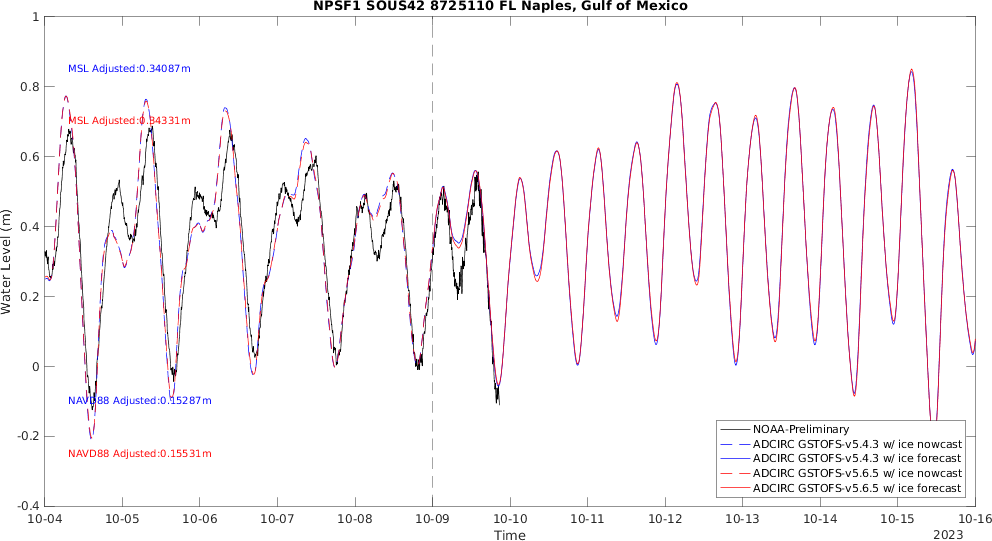 NPSF1 SOUS42 8725110 FL Naples, Gulf of Mexico
1
0.8
0.6
0.4
0.2
0
-0.2
-0.4
Water Level (m)
MSL Adjusted:0.34087m
MSL Adjusted:0.34331m
NAVD88 Adjusted:0.15287m
NAVD88 Adjusted:0.15531m
NOAA-Preliminary
ADCIRC GSTOFS-v5.4.3 w/ ice nowcast
ADCIRC GSTOFS-v5.4.3 w/ ice forecast
ADCIRC GSTOFS-v5.6.5 w/ ice nowcast
ADCIRC GSTOFS-v5.6.5 w/ ice forecast
10-04 10-05 10-06 10-07 10-08 10-09 10-10 10-11 10-12 10-13 10-14 10-15 10-16
Time
2023